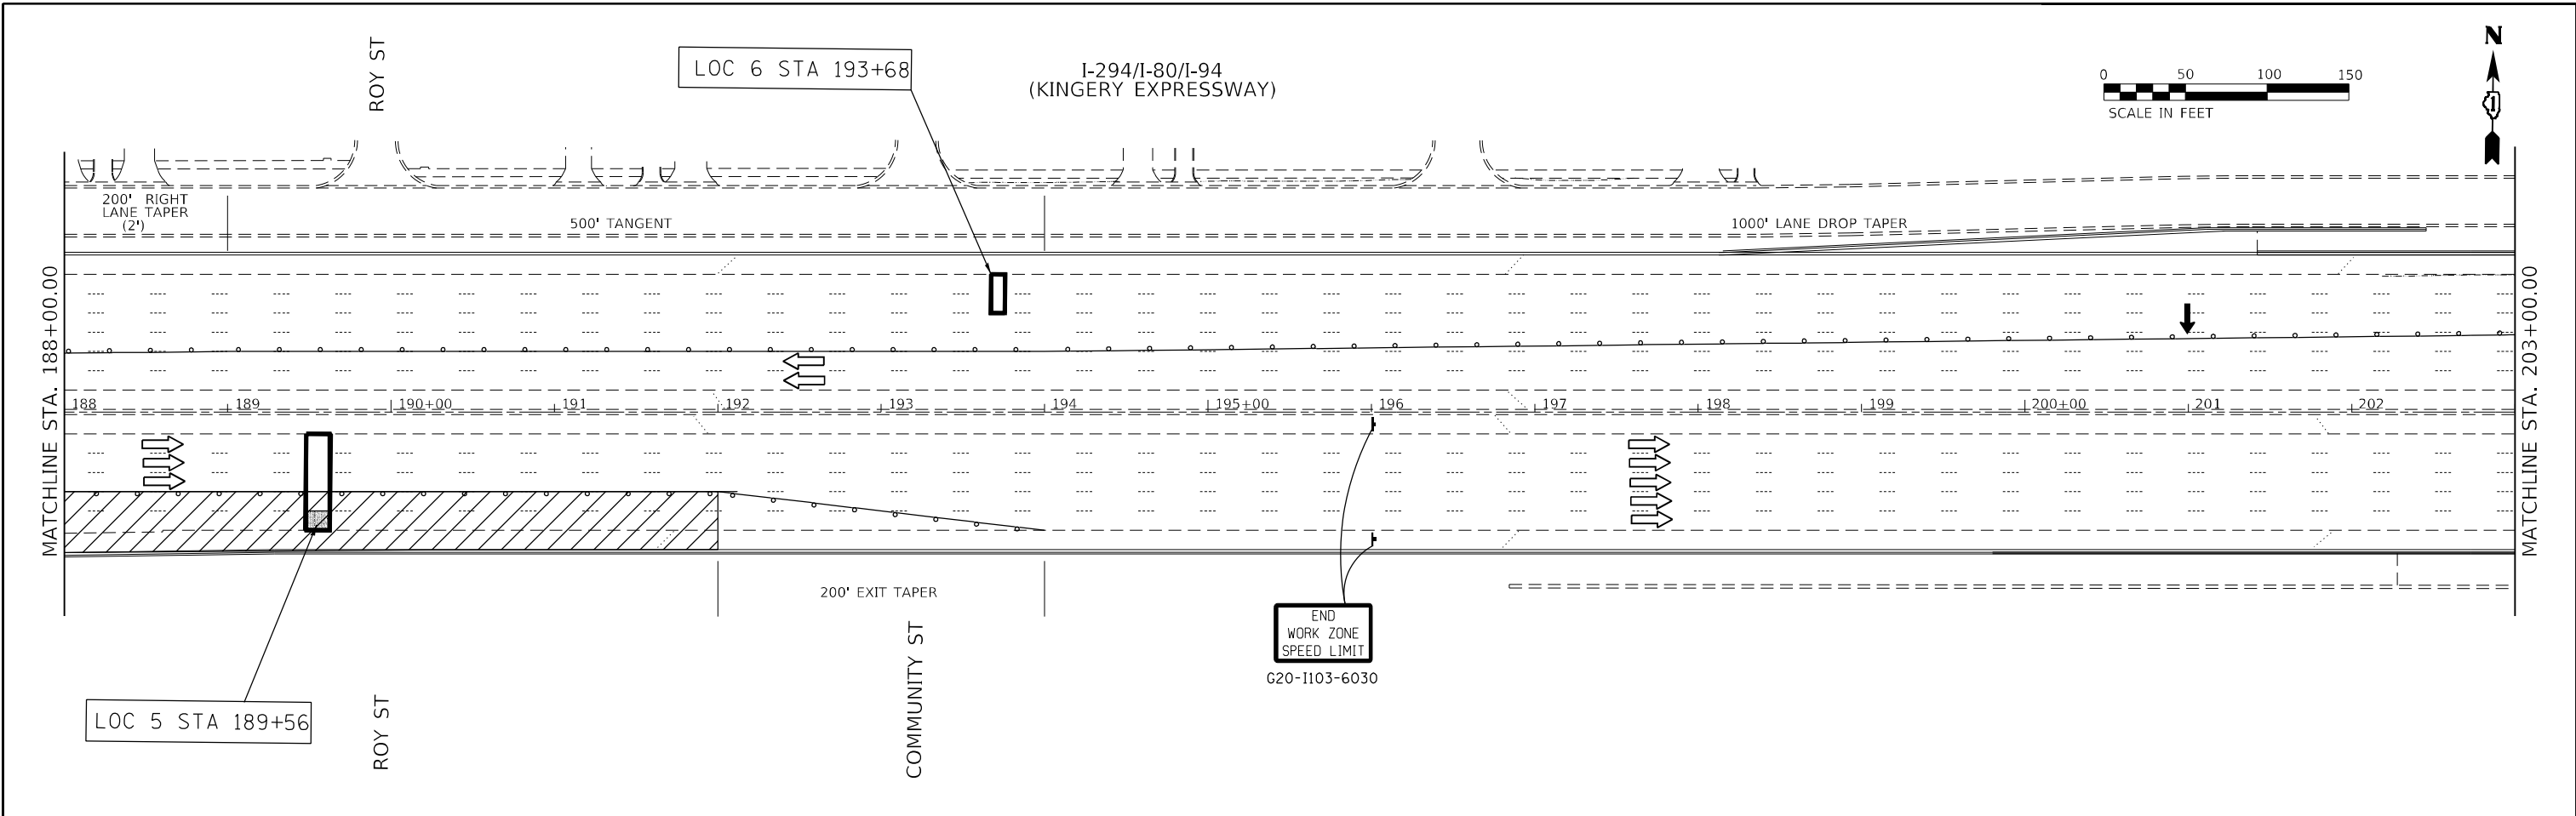 ROY ST
LOC 6 STA 193+68
I-294/I-80/I-94
(KINGERY EXPRESSWAY)
0 50 100 150
SCALE IN FEET
N
1
200' RIGHT
LANE TAPER
(2')
500' TANGENT
1000' LANE DROP TAPER
MATCHLINE STA. 188+00.00
188 189 190+00 191 192 193 194 195+00 196 197 198 199 200+00 201 202
MATCHLINE STA. 203+00.00
200' EXIT TAPER
END
WORK ZONE
SPEED LIMIT
G20-I103-6030
LOC 5 STA 189+56
ROY ST
COMMUNITY ST